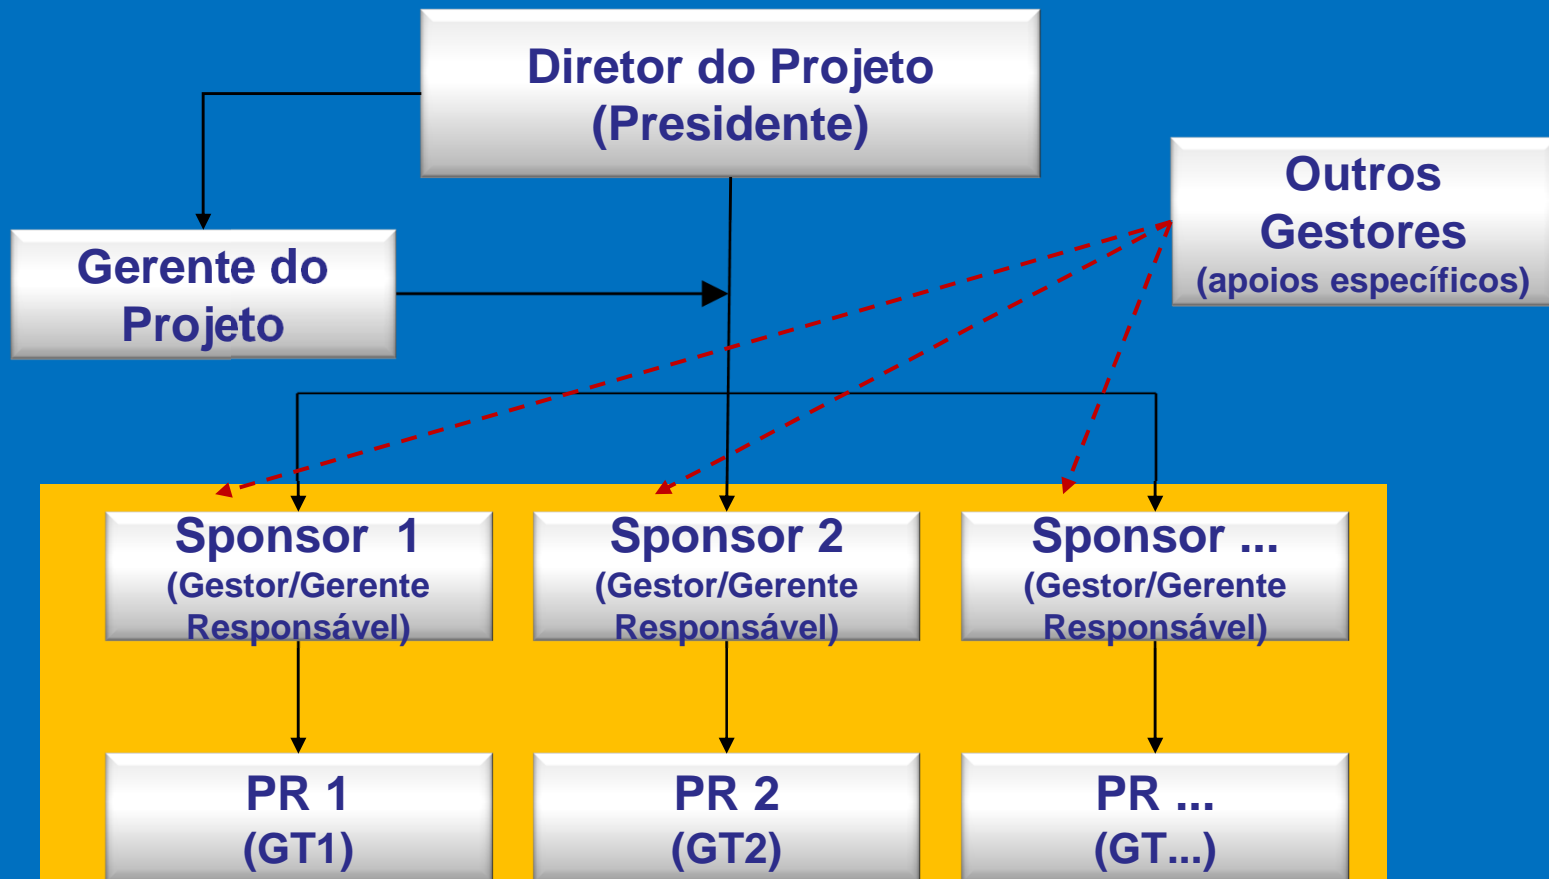 Diretor do Projeto
(Presidente)
Outros
Gestores
(apoios específicos)
Gerente do
Projeto
Sponsor 1
(Gestor/Gerente
Responsável)
Sponsor 2
(Gestor/Gerente
Responsável)
Sponsor ...
(Gestor/Gerente
Responsável)
PR 1
(GT1)
PR 2
(GT2)
PR ...
(GT...)